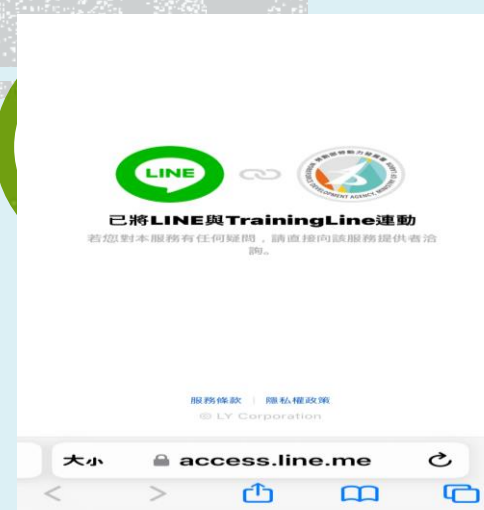 LINE
已將LINE與TrainingLine連動
若您對本服務有任何疑問，請直接向該服務提供者洽
詢。
服務條款 | 隱私權政策
© LY Corporation
大小 access.line.me